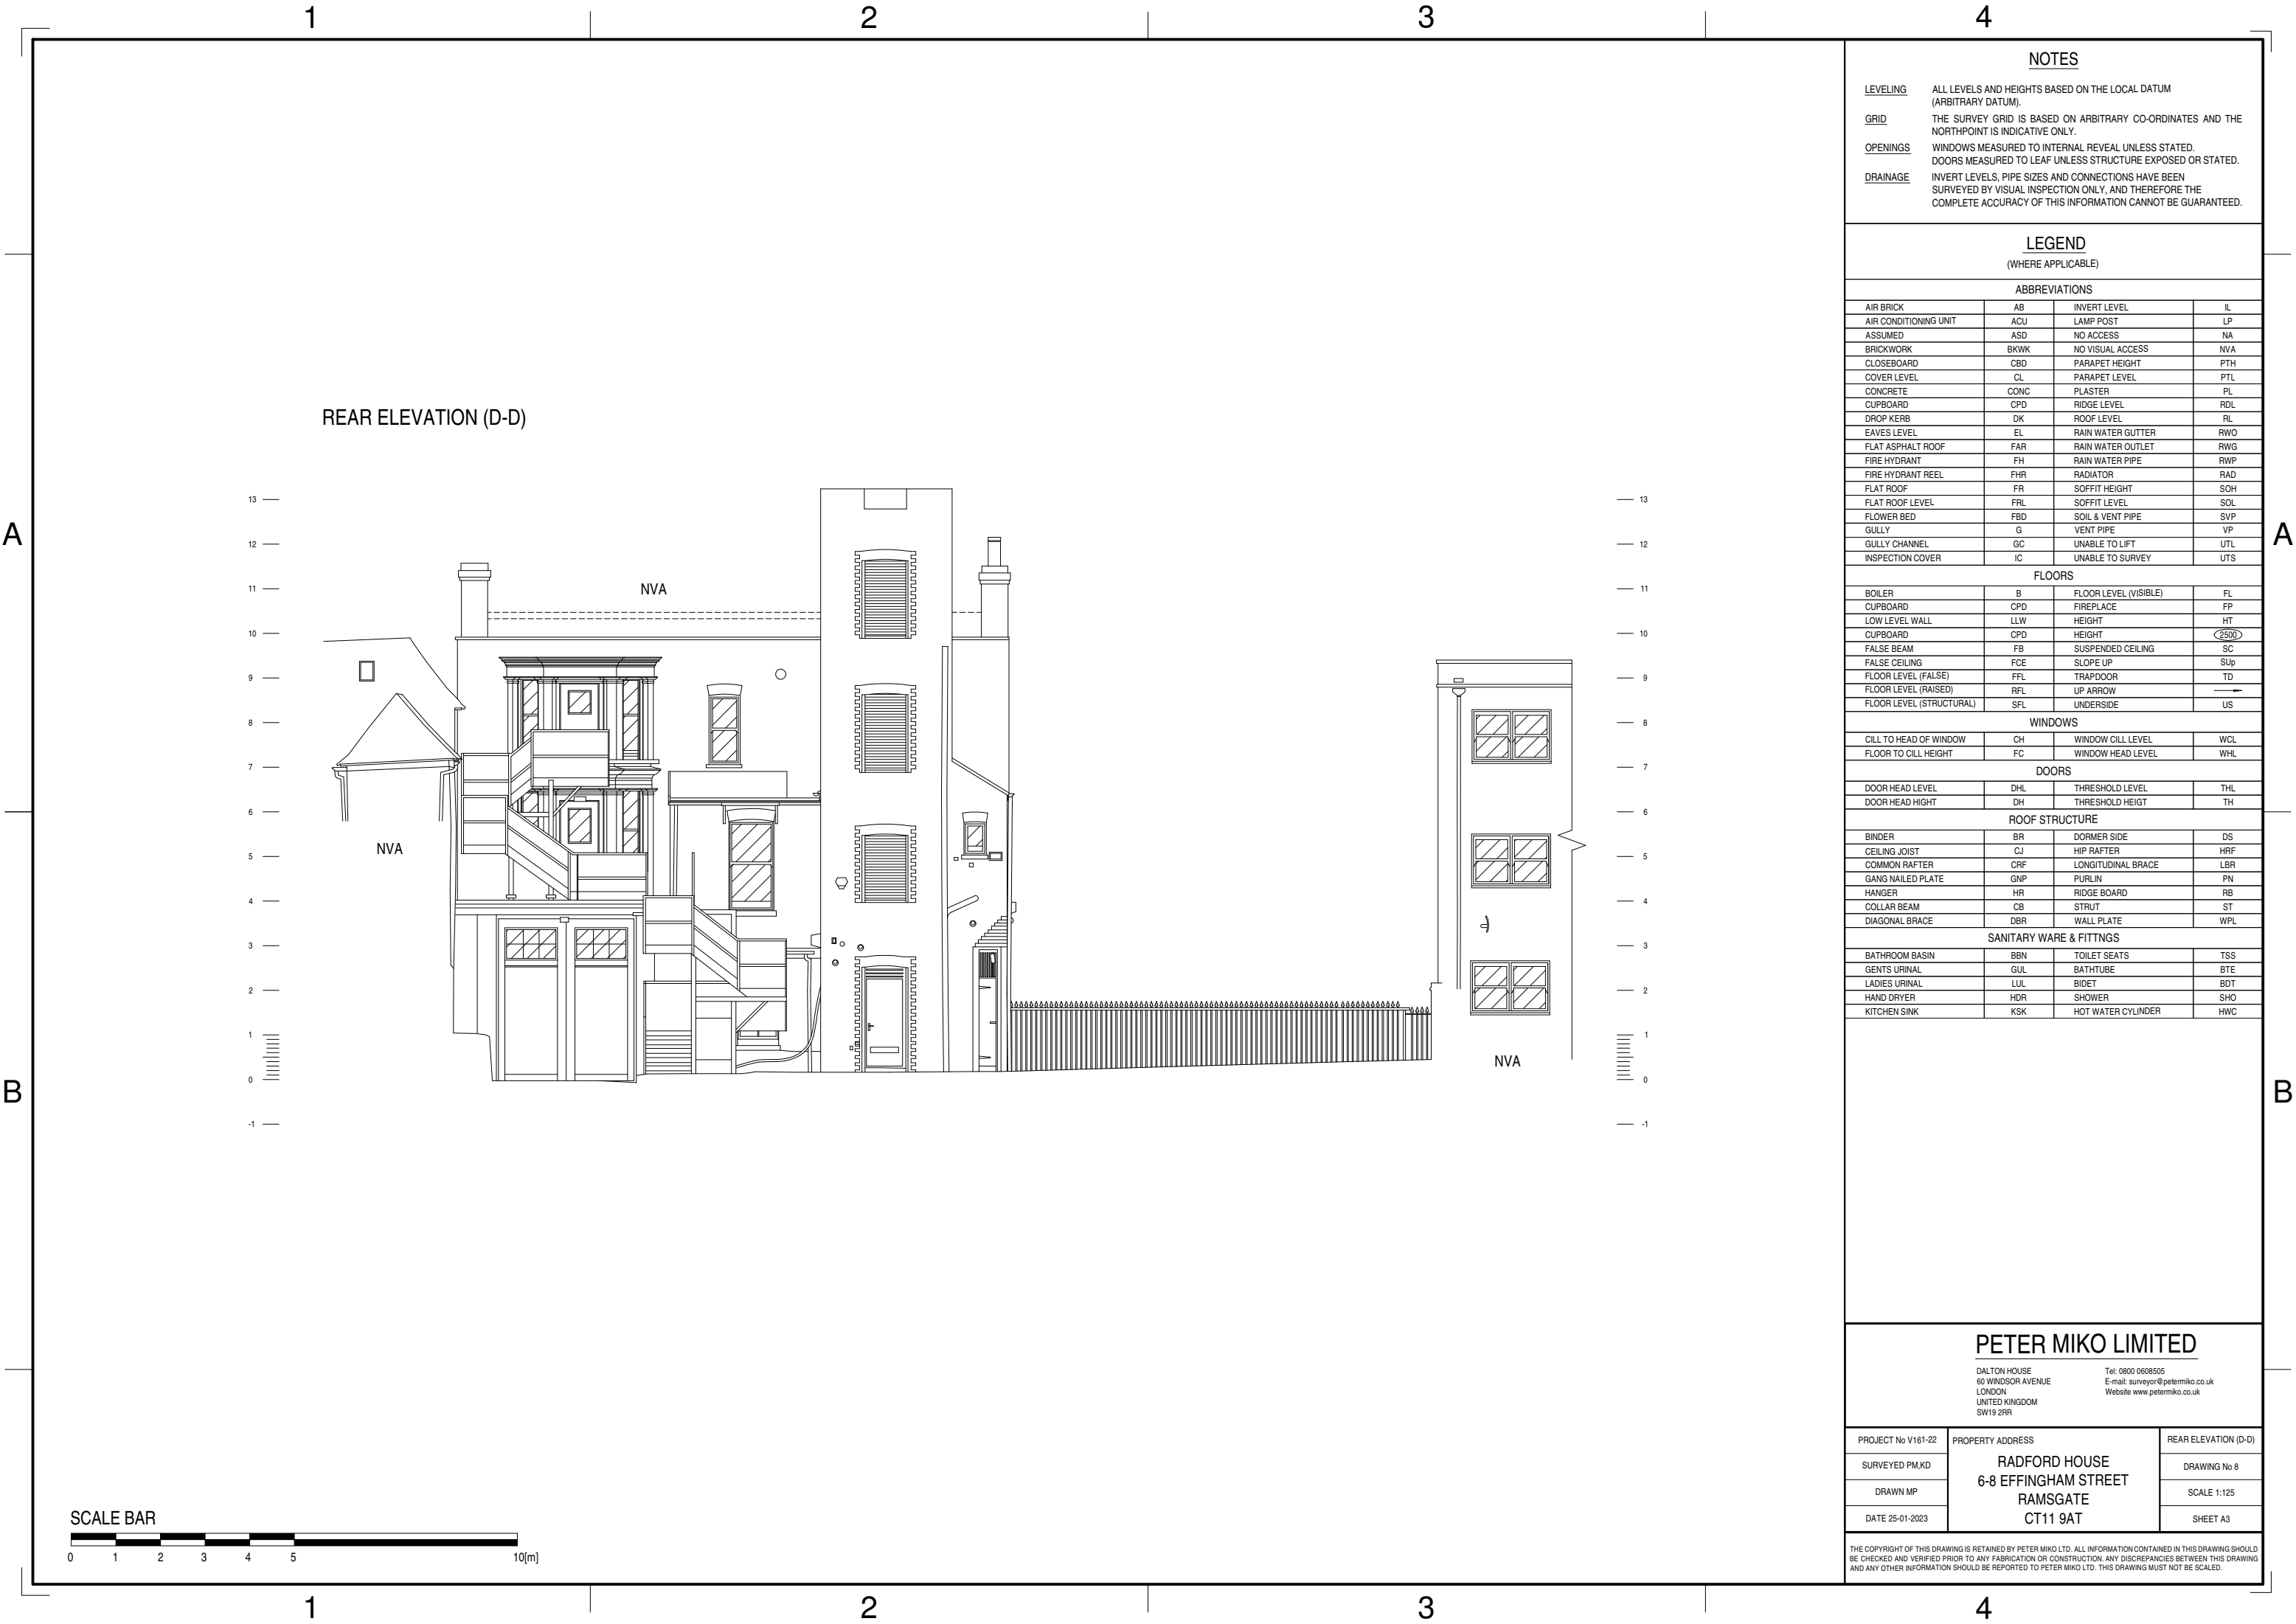 1 2 3 4
NOTES
LEVELING ALL LEVELS AND HEIGHTS BASED ON THE LOCAL DATUM
(ARBITRARY DATUM).
GRID THE SURVEY GRID IS BASED ON ARBITRARY CO-ORDINATES AND THE
NORTHPOINT IS INDICATIVE ONLY.
OPENINGS WINDOWS MEASURED TO INTERNAL REVEAL UNLESS STATED.
DOORS MEASURED TO LEAF UNLESS STRUCTURE EXPOSED OR STATED.
DRAINAGE INVERT LEVELS, PIPE SIZES AND CONNECTIONS HAVE BEEN
SURVEYED BY VISUAL INSPECTION ONLY, AND THEREFORE THE
COMPLETE ACCURACY OF THIS INFORMATION CANNOT BE GUARANTEED.
LEGEND
(WHERE APPLICABLE)
ABBREVIATIONS
AIR BRICK AB INVERT LEVEL IL
AIR CONDITIONING UNIT ACU LAMP POST LP
ASSUMED ASD NO ACCESS NA
BRICKWORK BKWK NO VISUAL ACCESS NVA
CLOSEBOARD CBD PARAPET HEIGHT PTH
COVER LEVEL CL PARAPET LEVEL PTL
CONCRETE CONC PLASTER PL
CUPBOARD CPD RIDGE LEVEL RDL
DROP KERB DK ROOF LEVEL RL
EAVES LEVEL EL RAIN WATER GUTTER RWO
FLAT ASPHALT ROOF FAR RAIN WATER OUTLET RWG
FIRE HYDRANT FH RAIN WATER PIPE RWP
FIRE HYDRANT REEL FHR RADIATOR RAD
FLAT ROOF FR SOFFIT HEIGHT SOH
FLAT ROOF LEVEL FRL SOFFIT LEVEL SOL
FLOWER BED FBD SOIL & VENT PIPE SVP
GULLY G VENT PIPE VP
GULLY CHANNEL GC UNABLE TO LIFT UTL
INSPECTION COVER IC UNABLE TO SURVEY UTS
FLOORS
BOILER B FLOOR LEVEL (VISIBLE) FL
CUPBOARD CPD FIREPLACE FP
LOW LEVEL WALL LLW HEIGHT HT
CUPBOARD CPD HEIGHT 2500
FALSE BEAM FB SUSPENDED CEILING SC
FALSE CEILING FCE SLOPE UP SUp
FLOOR LEVEL (FALSE) FFL TRAPDOOR TD
FLOOR LEVEL (RAISED) RFL UP ARROW
FLOOR LEVEL (STRUCTURAL) SFL UNDERSIDE US
WINDOWS
CILL TO HEAD OF WINDOW CH WINDOW CILL LEVEL WCL
FLOOR TO CILL HEIGHT FC WINDOW HEAD LEVEL WHL
DOORS
DOOR HEAD LEVEL DHL THRESHOLD LEVEL THL
DOOR HEAD HIGHT DH THRESHOLD HEIGT TH
ROOF STRUCTURE
BINDER BR DORMER SIDE DS
CEILING JOIST CJ HIP RAFTER HRF
COMMON RAFTER CRF LONGITUDINAL BRACE LBR
GANG NAILED PLATE GNP PURLIN PN
HANGER HR RIDGE BOARD RB
COLLAR BEAM CB STRUT ST
DIAGONAL BRACE DBR WALL PLATE WPL
SANITARY WARE & FITTNGS
BATHROOM BASIN BBN TOILET SEATS TSS
GENTS URINAL GUL BATHTUBE BTE
LADIES URINAL LUL BIDET BDT
HAND DRYER HDR SHOWER SHO
KITCHEN SINK KSK HOT WATER CYLINDER HWC
REAR ELEVATION (D-D)
13 13
A 12 12 A
11 NVA 11
10 10
9 9
8 8
7 7
6 6
NVA
5 5
4 4
3 3
2 2
1 1
NVA
B 0 0 B
-1 -1
PETER MIKO LIMITED
DALTON HOUSE Tel: 0800 0608505
60 WINDSOR AVENUE E-mail: surveyor@petermiko.co.uk
LONDON Website www.petermiko.co.uk
UNITED KINGDOM
SW19 2RR
PROJECT No V161-22
SURVEYED PM,KD
DRAWN MP
DATE 25-01-2023
PROPERTY ADDRESS
RADFORD HOUSE
6-8 EFFINGHAM STREET
RAMSGATE
CT11 9AT
REAR ELEVATION (D-D)
DRAWING No 8
SCALE 1:125
SHEET A3
THE COPYRIGHT OF THIS DRAWING IS RETAINED BY PETER MIKO LTD. ALL INFORMATION CONTAINED IN THIS DRAWING SHOULD
BE CHECKED AND VERIFIED PRIOR TO ANY FABRICATION OR CONSTRUCTION. ANY DISCREPANCIES BETWEEN THIS DRAWING
AND ANY OTHER INFORMATION SHOULD BE REPORTED TO PETER MIKO LTD. THIS DRAWING MUST NOT BE SCALED.
SCALE BAR
0 1 2 3 4 5 10[m]
1 2 3 4